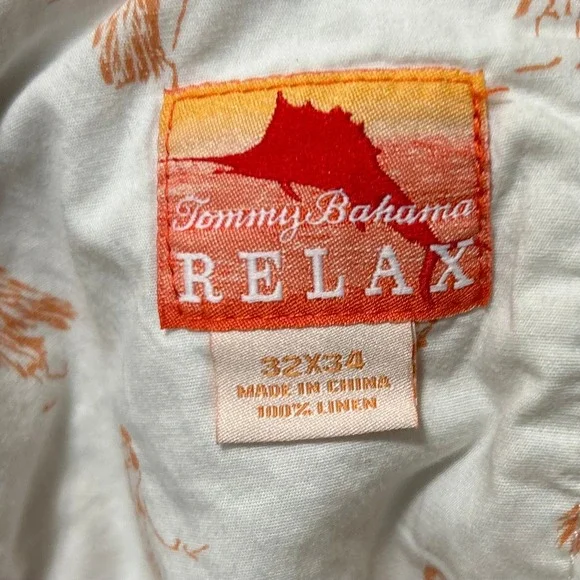 Tommy Bahama
RELAX
32X34
MADE IN CHINA
100% LINEN